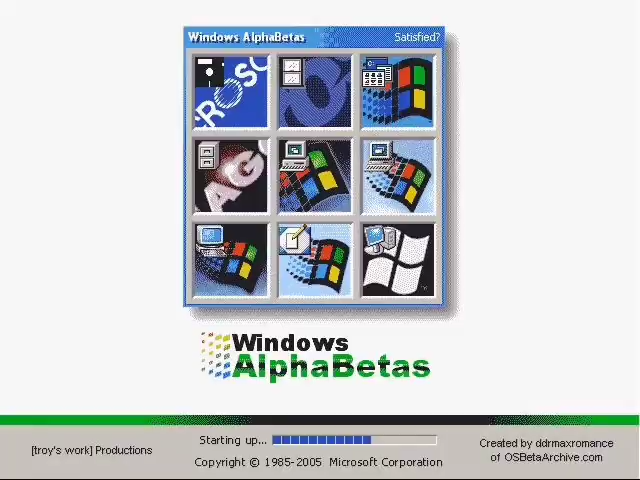 Windows AlphaBetas
Satisfied?
Windows
AlphaBetas
[troy's work] Productions
Starting up...
Copyright © 1985-2005 Microsoft Corporation
Created by ddrmaxromance
of OSBetaArchive.com